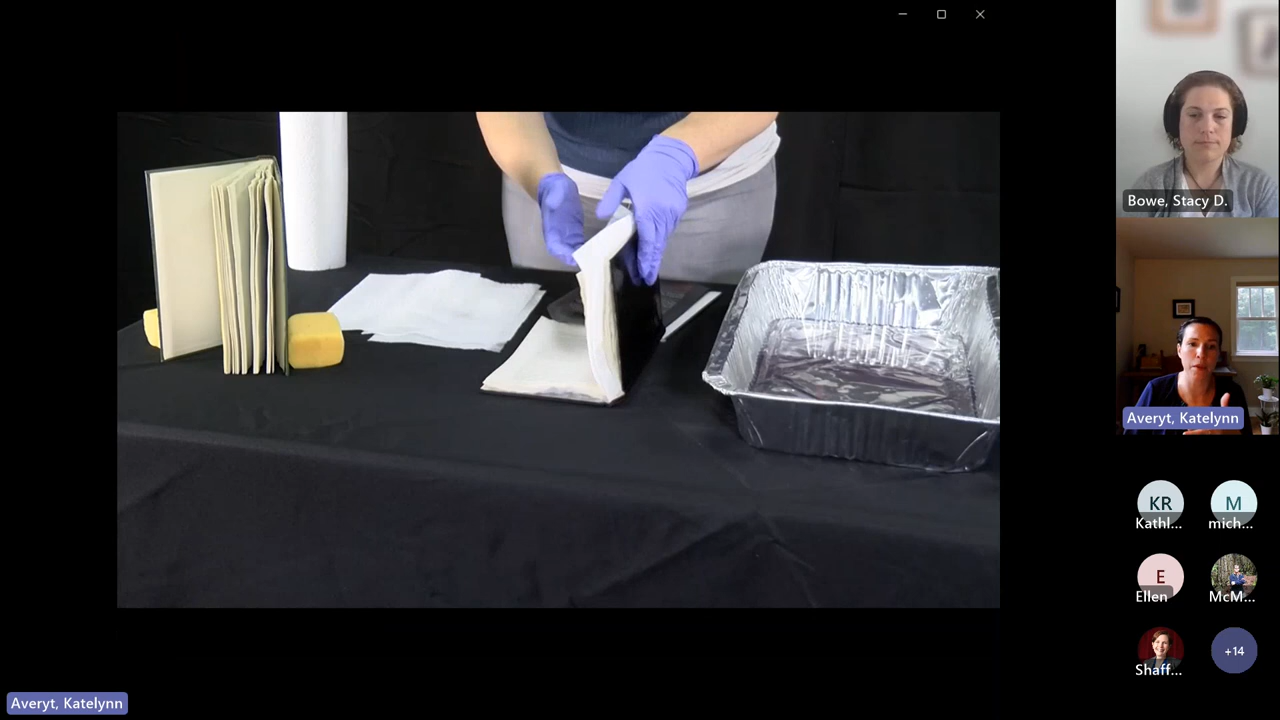 Bowe, Stacy D.
Averyt, Katelynn
KR
M
Kathl...
mich...
E
Ellen
McM...
Shaff...
+14
Averyt, Katelynn